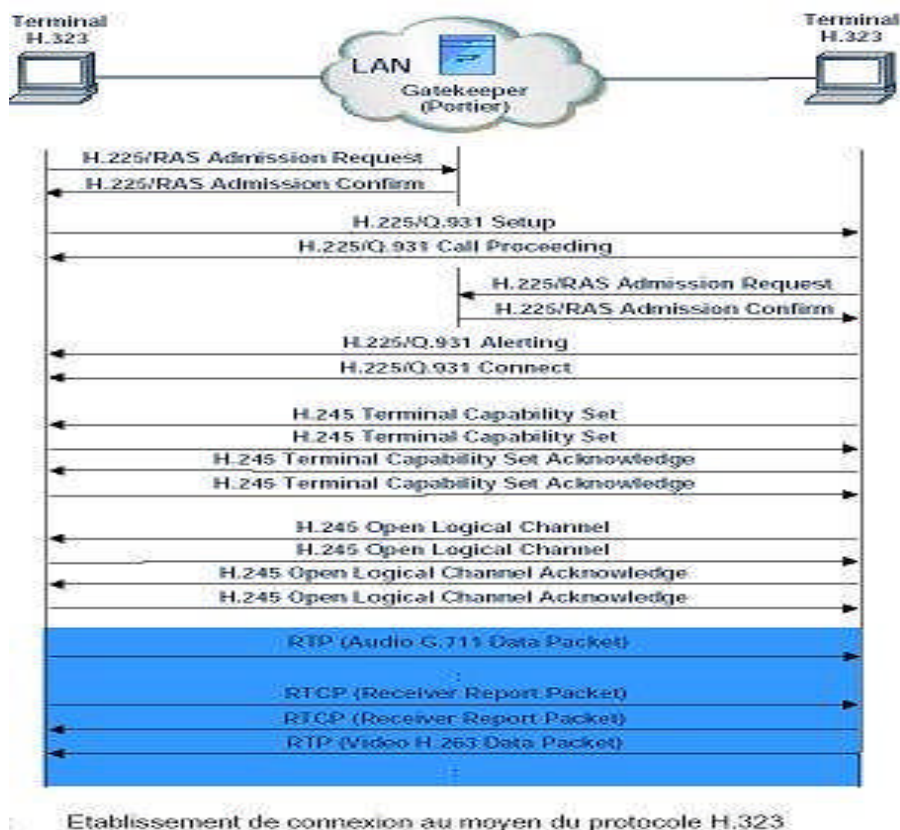 Terminal
H.323
Terminal
H.323
LAN
Gatekeeper
(Portier)
H.225/RAS Admission Request
H.225/RAS Admission Confirm
H.225/Q.931 Setup
H.225/Q.931 Call Proceeding
H.225/RAS Admission Request
H.225/RAS Admission Confirm
H.225/Q.931 Alerting
H.225/Q.931 Connect
H.245 Terminal Capability Set
H.245 Terminal Capability Set
H.245 Terminal Capability Set Acknowledge
H.245 Terminal Capability Set Acknowledge
H.245 Open Logical Channel
H.245 Open Logical Channel
H.245 Open Logical Channel Acknowledge
H.245 Open Logical Channel Acknowledge
RTP (Audio G.711 Data Packet)
:
RTCP (Receiver Report Packet)
RTCP (Receiver Report Packet)
RTP (Video H.263 Data Packet)
:
Etablissement de connexion au moyen du protocole H.323